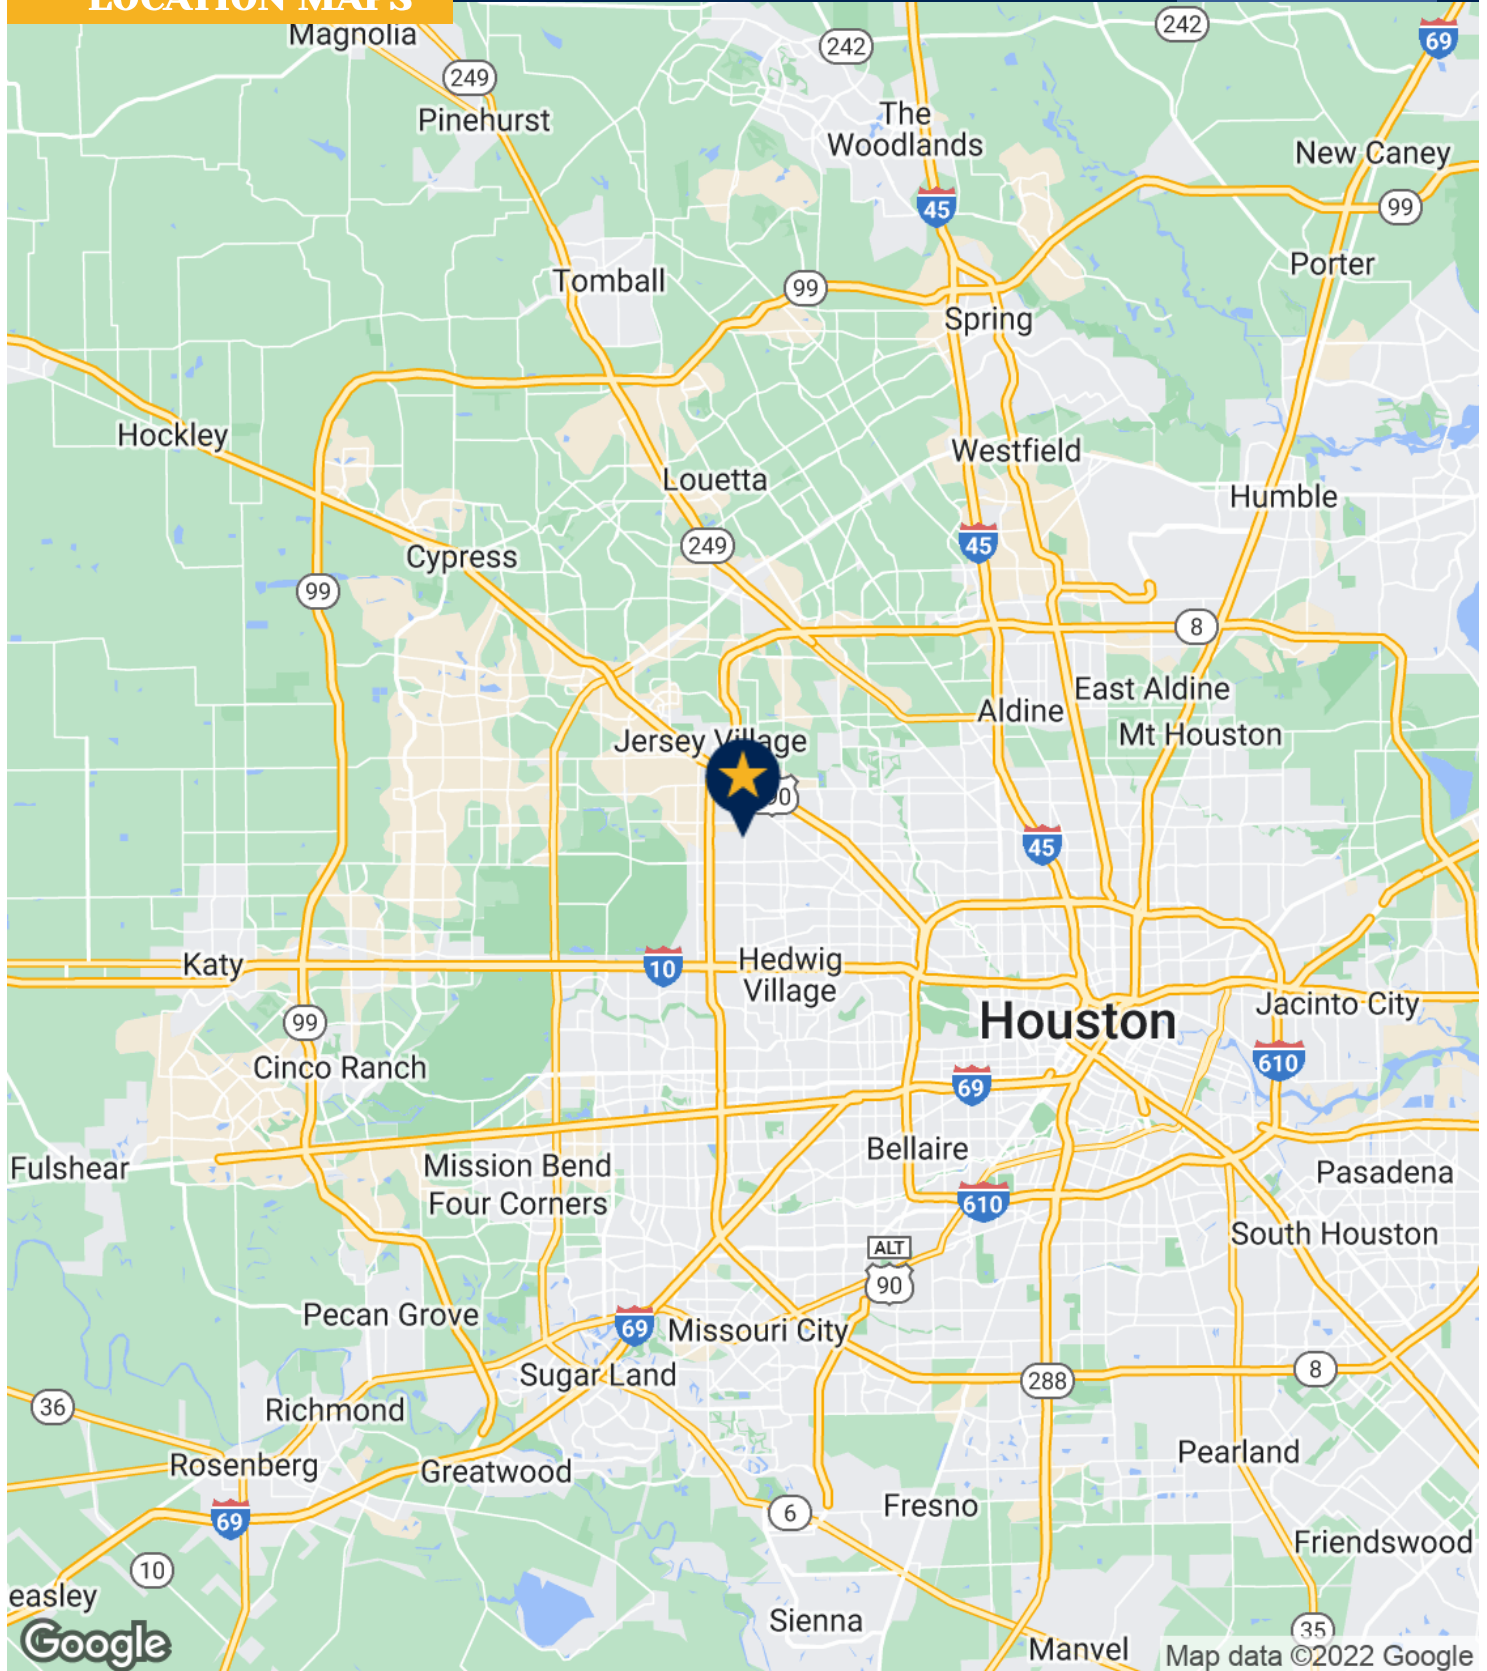 LOCATION MAPS
Magnolia
242
242
69
249
Pinehurst
The
Woodlands
New Caney
45
99
Porter
Tomball
99
Spring
Hockley
Westfield
Louetta
Humble
249
45
Cypress
99
8
East Aldine
Aldine
Mt Houston
Jersey Village
90
45
Katy
10
Hedwig
Village
99
Houston
Jacinto City
Cinco Ranch
610
69
Bellaire
Fulshear
Mission Bend
Pasadena
Four Corners
610
South Houston
ALT
90
Pecan Grove
69
Missouri City
Sugar Land
288
8
36
Richmond
Rosenberg
Greatwood
Pearland
69
6
Fresno
Friendswood
10
easley
Sienna
35
Google
Manvel
Map data ©2022 Google